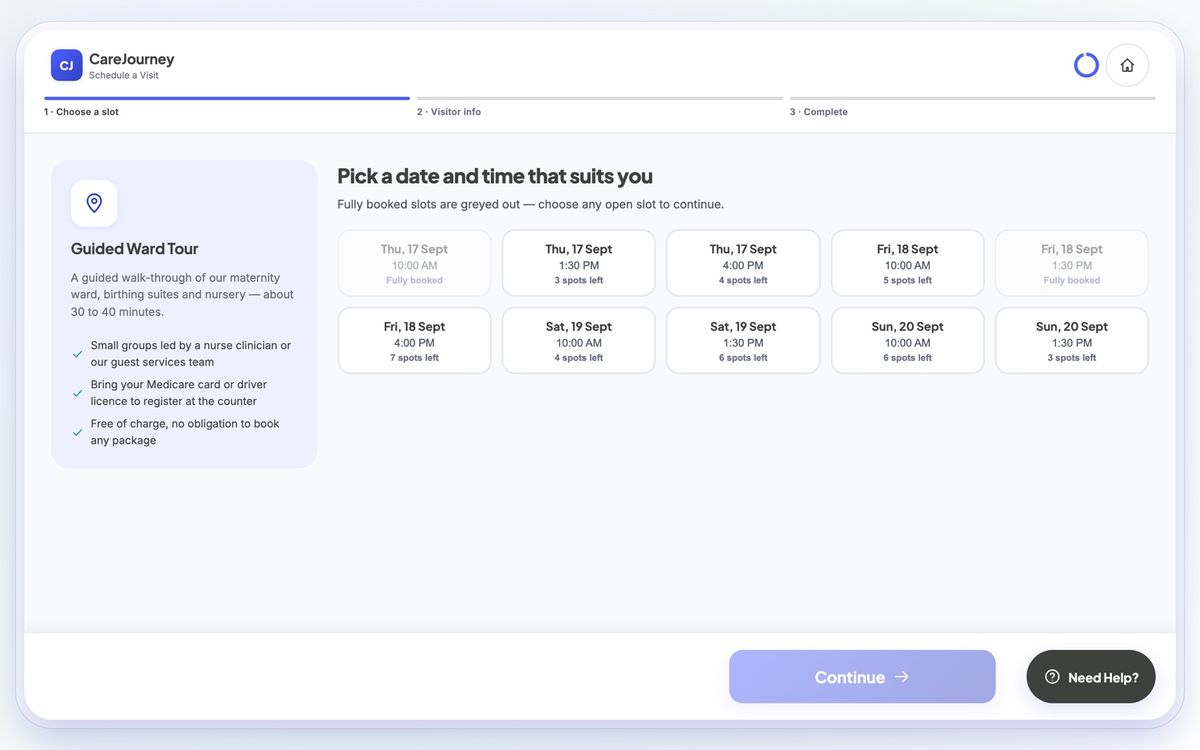 CJ
CareJourney
Schedule a Visit
1 · Choose a slot
2 · Visitor info
3 · Complete
Guided Ward Tour
A guided walk-through of our maternity
ward, birthing suites and nursery — about
30 to 40 minutes.
Small groups led by a nurse clinician or
our guest services team
Bring your Medicare card or driver
licence to register at the counter
Free of charge, no obligation to book
any package
Pick a date and time that suits you
Fully booked slots are greyed out — choose any open slot to continue.
Thu, 17 Sept
10:00 AM
Fully booked
Thu, 17 Sept
1:30 PM
3 spots left
Thu, 17 Sept
4:00 PM
4 spots left
Fri, 18 Sept
10:00 AM
5 spots left
Fri, 18 Sept
1:30 PM
Fully booked
Fri, 18 Sept
4:00 PM
7 spots left
Sat, 19 Sept
10:00 AM
4 spots left
Sat, 19 Sept
1:30 PM
6 spots left
Sun, 20 Sept
10:00 AM
6 spots left
Sun, 20 Sept
1:30 PM
3 spots left
Continue
Need Help?